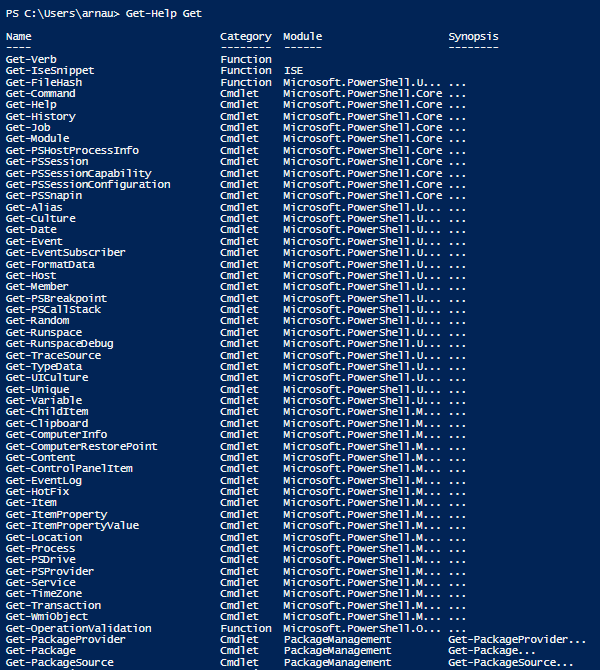 PS C:\Users\arnau> Get-Help Get
Name Category Module Synopsis
---- -------- ------ --------
Get-Verb Function
Get-IseSnippet Function ISE
Get-FileHash Function Microsoft.PowerShell.U... ...
Get-Command Cmdlet Microsoft.PowerShell.Core ...
Get-Help Cmdlet Microsoft.PowerShell.Core ...
Get-History Cmdlet Microsoft.PowerShell.Core ...
Get-Job Cmdlet Microsoft.PowerShell.Core ...
Get-Module Cmdlet Microsoft.PowerShell.Core ...
Get-PSHostProcessInfo Cmdlet Microsoft.PowerShell.Core ...
Get-PSSession Cmdlet Microsoft.PowerShell.Core ...
Get-PSSessionCapability Cmdlet Microsoft.PowerShell.Core ...
Get-PSSessionConfiguration Cmdlet Microsoft.PowerShell.Core ...
Get-PSSnapin Cmdlet Microsoft.PowerShell.Core ...
Get-Alias Cmdlet Microsoft.PowerShell.U... ...
Get-Culture Cmdlet Microsoft.PowerShell.U... ...
Get-Date Cmdlet Microsoft.PowerShell.U... ...
Get-Event Cmdlet Microsoft.PowerShell.U... ...
Get-EventSubscriber Cmdlet Microsoft.PowerShell.U... ...
Get-FormatData Cmdlet Microsoft.PowerShell.U... ...
Get-Host Cmdlet Microsoft.PowerShell.U... ...
Get-Member Cmdlet Microsoft.PowerShell.U... ...
Get-PSBreakpoint Cmdlet Microsoft.PowerShell.U... ...
Get-PSCallStack Cmdlet Microsoft.PowerShell.U... ...
Get-Random Cmdlet Microsoft.PowerShell.U... ...
Get-Runspace Cmdlet Microsoft.PowerShell.U... ...
Get-RunspaceDebug Cmdlet Microsoft.PowerShell.U... ...
Get-TraceSource Cmdlet Microsoft.PowerShell.U... ...
Get-TypeData Cmdlet Microsoft.PowerShell.U... ...
Get-UICulture Cmdlet Microsoft.PowerShell.U... ...
Get-Unique Cmdlet Microsoft.PowerShell.U... ...
Get-Variable Cmdlet Microsoft.PowerShell.U... ...
Get-ChildItem Cmdlet Microsoft.PowerShell.M... ...
Get-Clipboard Cmdlet Microsoft.PowerShell.M... ...
Get-ComputerInfo Cmdlet Microsoft.PowerShell.M... ...
Get-ComputerRestorePoint Cmdlet Microsoft.PowerShell.M... ...
Get-Content Cmdlet Microsoft.PowerShell.M... ...
Get-ControlPanelItem Cmdlet Microsoft.PowerShell.M... ...
Get-EventLog Cmdlet Microsoft.PowerShell.M... ...
Get-HotFix Cmdlet Microsoft.PowerShell.M... ...
Get-Item Cmdlet Microsoft.PowerShell.M... ...
Get-ItemProperty Cmdlet Microsoft.PowerShell.M... ...
Get-ItemPropertyValue Cmdlet Microsoft.PowerShell.M... ...
Get-Location Cmdlet Microsoft.PowerShell.M... ...
Get-Process Cmdlet Microsoft.PowerShell.M... ...
Get-PSDrive Cmdlet Microsoft.PowerShell.M... ...
Get-PSProvider Cmdlet Microsoft.PowerShell.M... ...
Get-Service Cmdlet Microsoft.PowerShell.M... ...
Get-TimeZone Cmdlet Microsoft.PowerShell.M... ...
Get-Transaction Cmdlet Microsoft.PowerShell.M... ...
Get-WmiObject Cmdlet Microsoft.PowerShell.M... ...
Get-OperationValidation Function Microsoft.PowerShell.O... ...
Get-PackageProvider Cmdlet PackageManagement Get-PackageProvider...
Get-Package Cmdlet PackageManagement Get-Package...
Get-PackageSource Cmdlet PackageManagement Get-PackageSource...